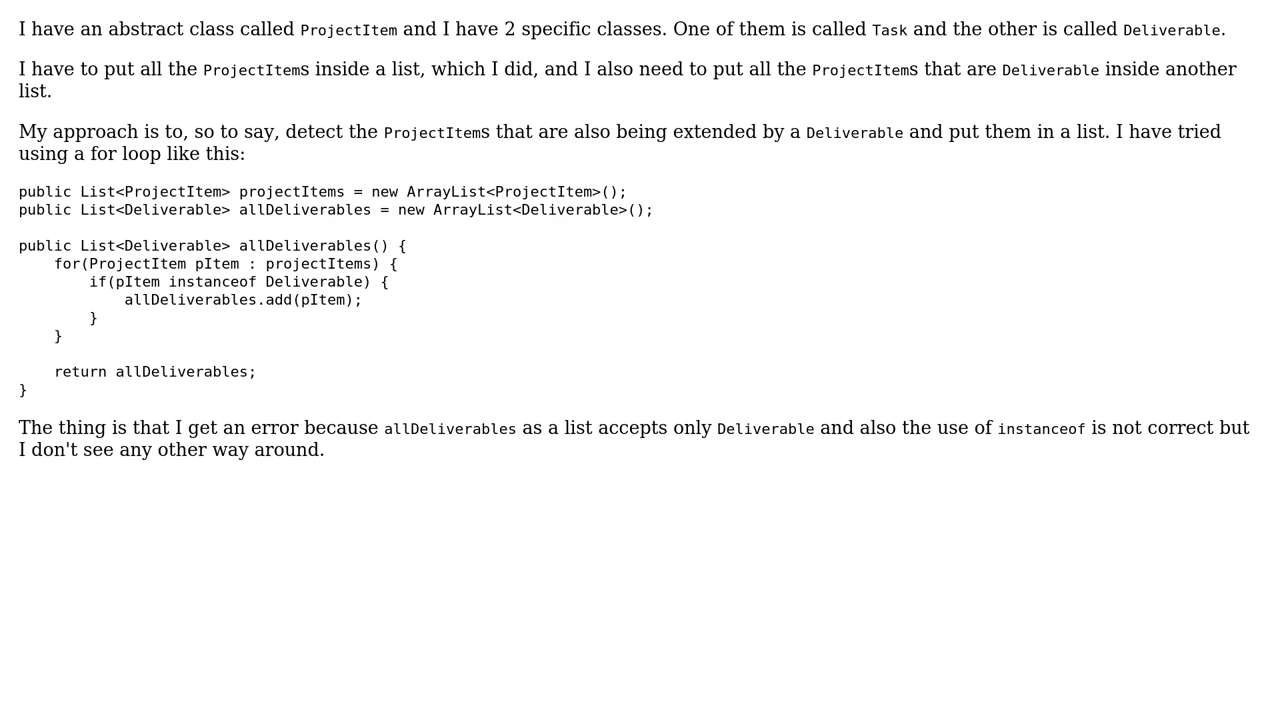 I have an abstract class called ProjectItem and I have 2 specific classes. One of them is called Task and the other is called Deliverable.
I have to put all the ProjectItems inside a list, which I did, and I also need to put all the ProjectItems that are Deliverable inside another
list.
My approach is to, so to say, detect the ProjectItems that are also being extended by a Deliverable and put them in a list. I have tried
using a for loop like this:
public List<ProjectItem> projectItems = new ArrayList<ProjectItem>();
public List<Deliverable> allDeliverables = new ArrayList<Deliverable>();
public List<Deliverable> allDeliverables() {
    for(ProjectItem pItem : projectItems) {
        if(pItem instanceof Deliverable) {
            allDeliverables.add(pItem);
        }
    }
    return allDeliverables;
}
The thing is that I get an error because allDeliverables as a list accepts only Deliverable and also the use of instanceof is not correct but
I don't see any other way around.